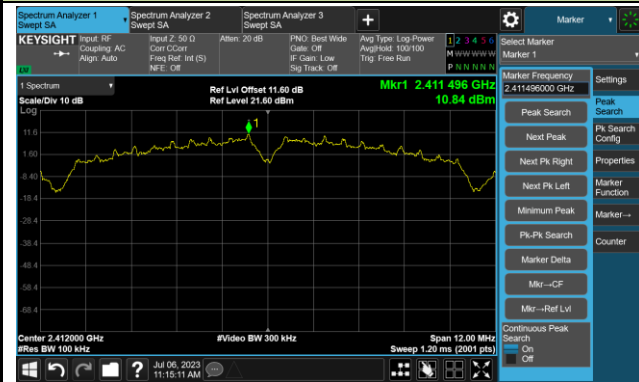 Spectrum Analyzer 1
Swept SA
Spectrum Analyzer 2
Swept SA
Spectrum Analyzer 3
Swept SA
Marker
KEYSIGHT
Input: RF
Coupling: AC
Align: Auto
Input Z: 50 Ω
Corr CCorr
Freq Ref: Int (S)
NFE: Off
Atten: 20 dB
PNO: Best Wide
Gate: Off
IF Gain: Low
Sig Track: Off
Avg Type: Log-Power
Avg|Hold: 100/100
Trig: Free Run
1 2 3 4 5 6
M W W W W W
P N N N N N
Select Marker
Marker 1
1 Spectrum
Scale/Div 10 dB
Log
Ref Lvl Offset 11.60 dB
Ref Level 21.60 dBm
Mkr1 2.411 496 GHz
10.84 dBm
1
11.6
1.60
-8.40
-18.4
-28.4
-38.4
-48.4
-58.4
-68.4
Center 2.412000 GHz
#Res BW 100 kHz
#Video BW 300 kHz
Span 12.00 MHz
Sweep 1.20 ms (2001 pts)
Marker Frequency
2.411496000 GHz
Peak Search
Next Peak
Next Pk Right
Next Pk Left
Minimum Peak
Pk-Pk Search
Marker Delta
Mkr→CF
Mkr→Ref Lvl
Continuous Peak
Search
On
Off
Settings
Peak
Search
Pk Search
Config
Properties
Marker
Function
Marker→
Counter
Jul 06, 2023
11:15:11 AM